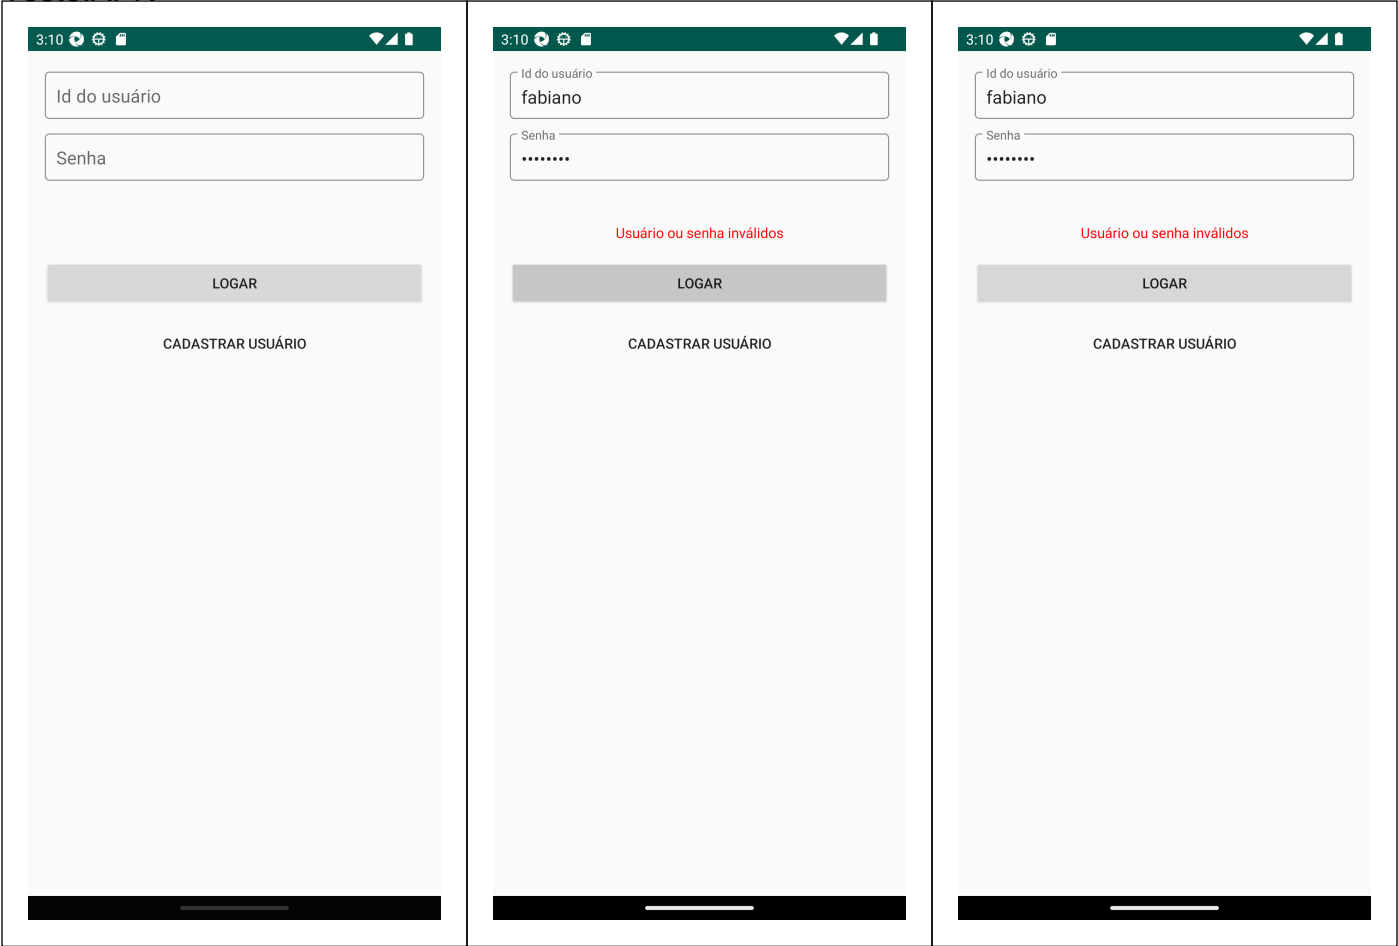 3:10
Id do usuário
Senha
LOGAR
CADASTRAR USUÁRIO
3:10
Id do usuário
fabiano
Senha
••••••••
Usuário ou senha inválidos
LOGAR
CADASTRAR USUÁRIO
3:10
Id do usuário
fabiano
Senha
••••••••
Usuário ou senha inválidos
LOGAR
CADASTRAR USUÁRIO